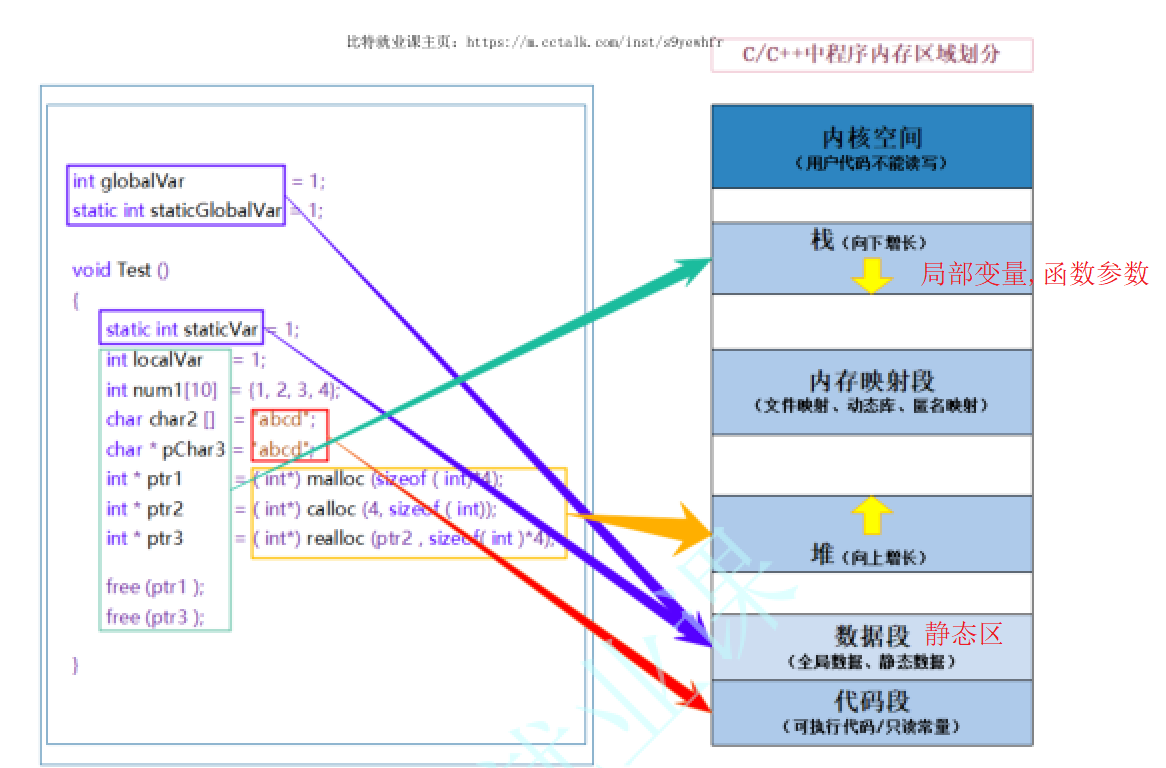 比特就业课主页：https://m.cctalk.com/inst/s9yewhfr
C/C++中程序内存区域划分
int globalVar = 1;
static int staticGlobalVar = 1;
void Test ()
{
static int staticVar = 1;
int localVar = 1;
int num1[10] = {1, 2, 3, 4};
char char2 [] = "abcd";
char * pChar3 = "abcd";
int * ptr1 = ( int*) malloc (sizeof ( int)*4);
int * ptr2 = ( int*) calloc (4, sizeof ( int));
int * ptr3 = ( int*) realloc (ptr2 , sizeof( int )*4);
free (ptr1 );
free (ptr3 );
}
内核空间
（用户代码不能读写）
栈（向下增长）
局部变量,函数参数
内存映射段
（文件映射、动态库、匿名映射）
堆（向上增长）
数据段 静态区
（全局数据、静态数据）
代码段
（可执行代码/只读常量）
就业课